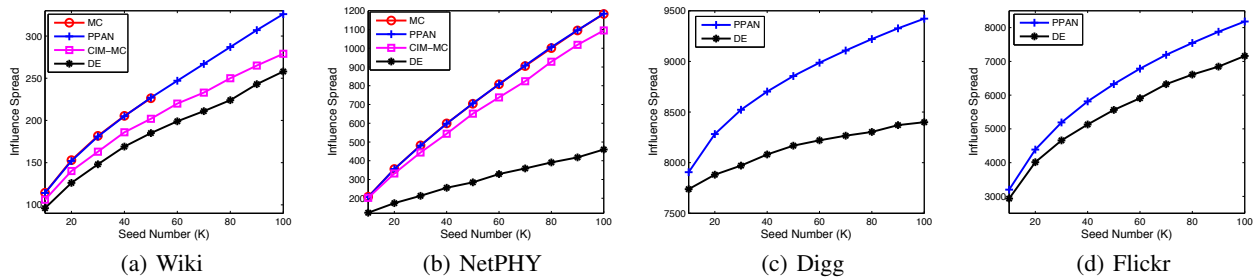 MC
PPAN
CIM-MC
DE
Influence Spread
300
250
200
150
100
20 40 60 80 100
Seed Number (K)
(a) Wiki
MC
PPAN
CIM-MC
DE
Influence Spread
1200
1100
1000
900
800
700
600
500
400
300
200
20 40 60 80 100
Seed Number (K)
(b) NetPHY
PPAN
DE
Influence Spread
9500
9000
8500
8000
7500
20 40 60 80 100
Seed Number (K)
(c) Digg
PPAN
DE
Influence Spread
8000
7000
6000
5000
4000
3000
20 40 60 80 100
Seed Number (K)
(d) Flickr